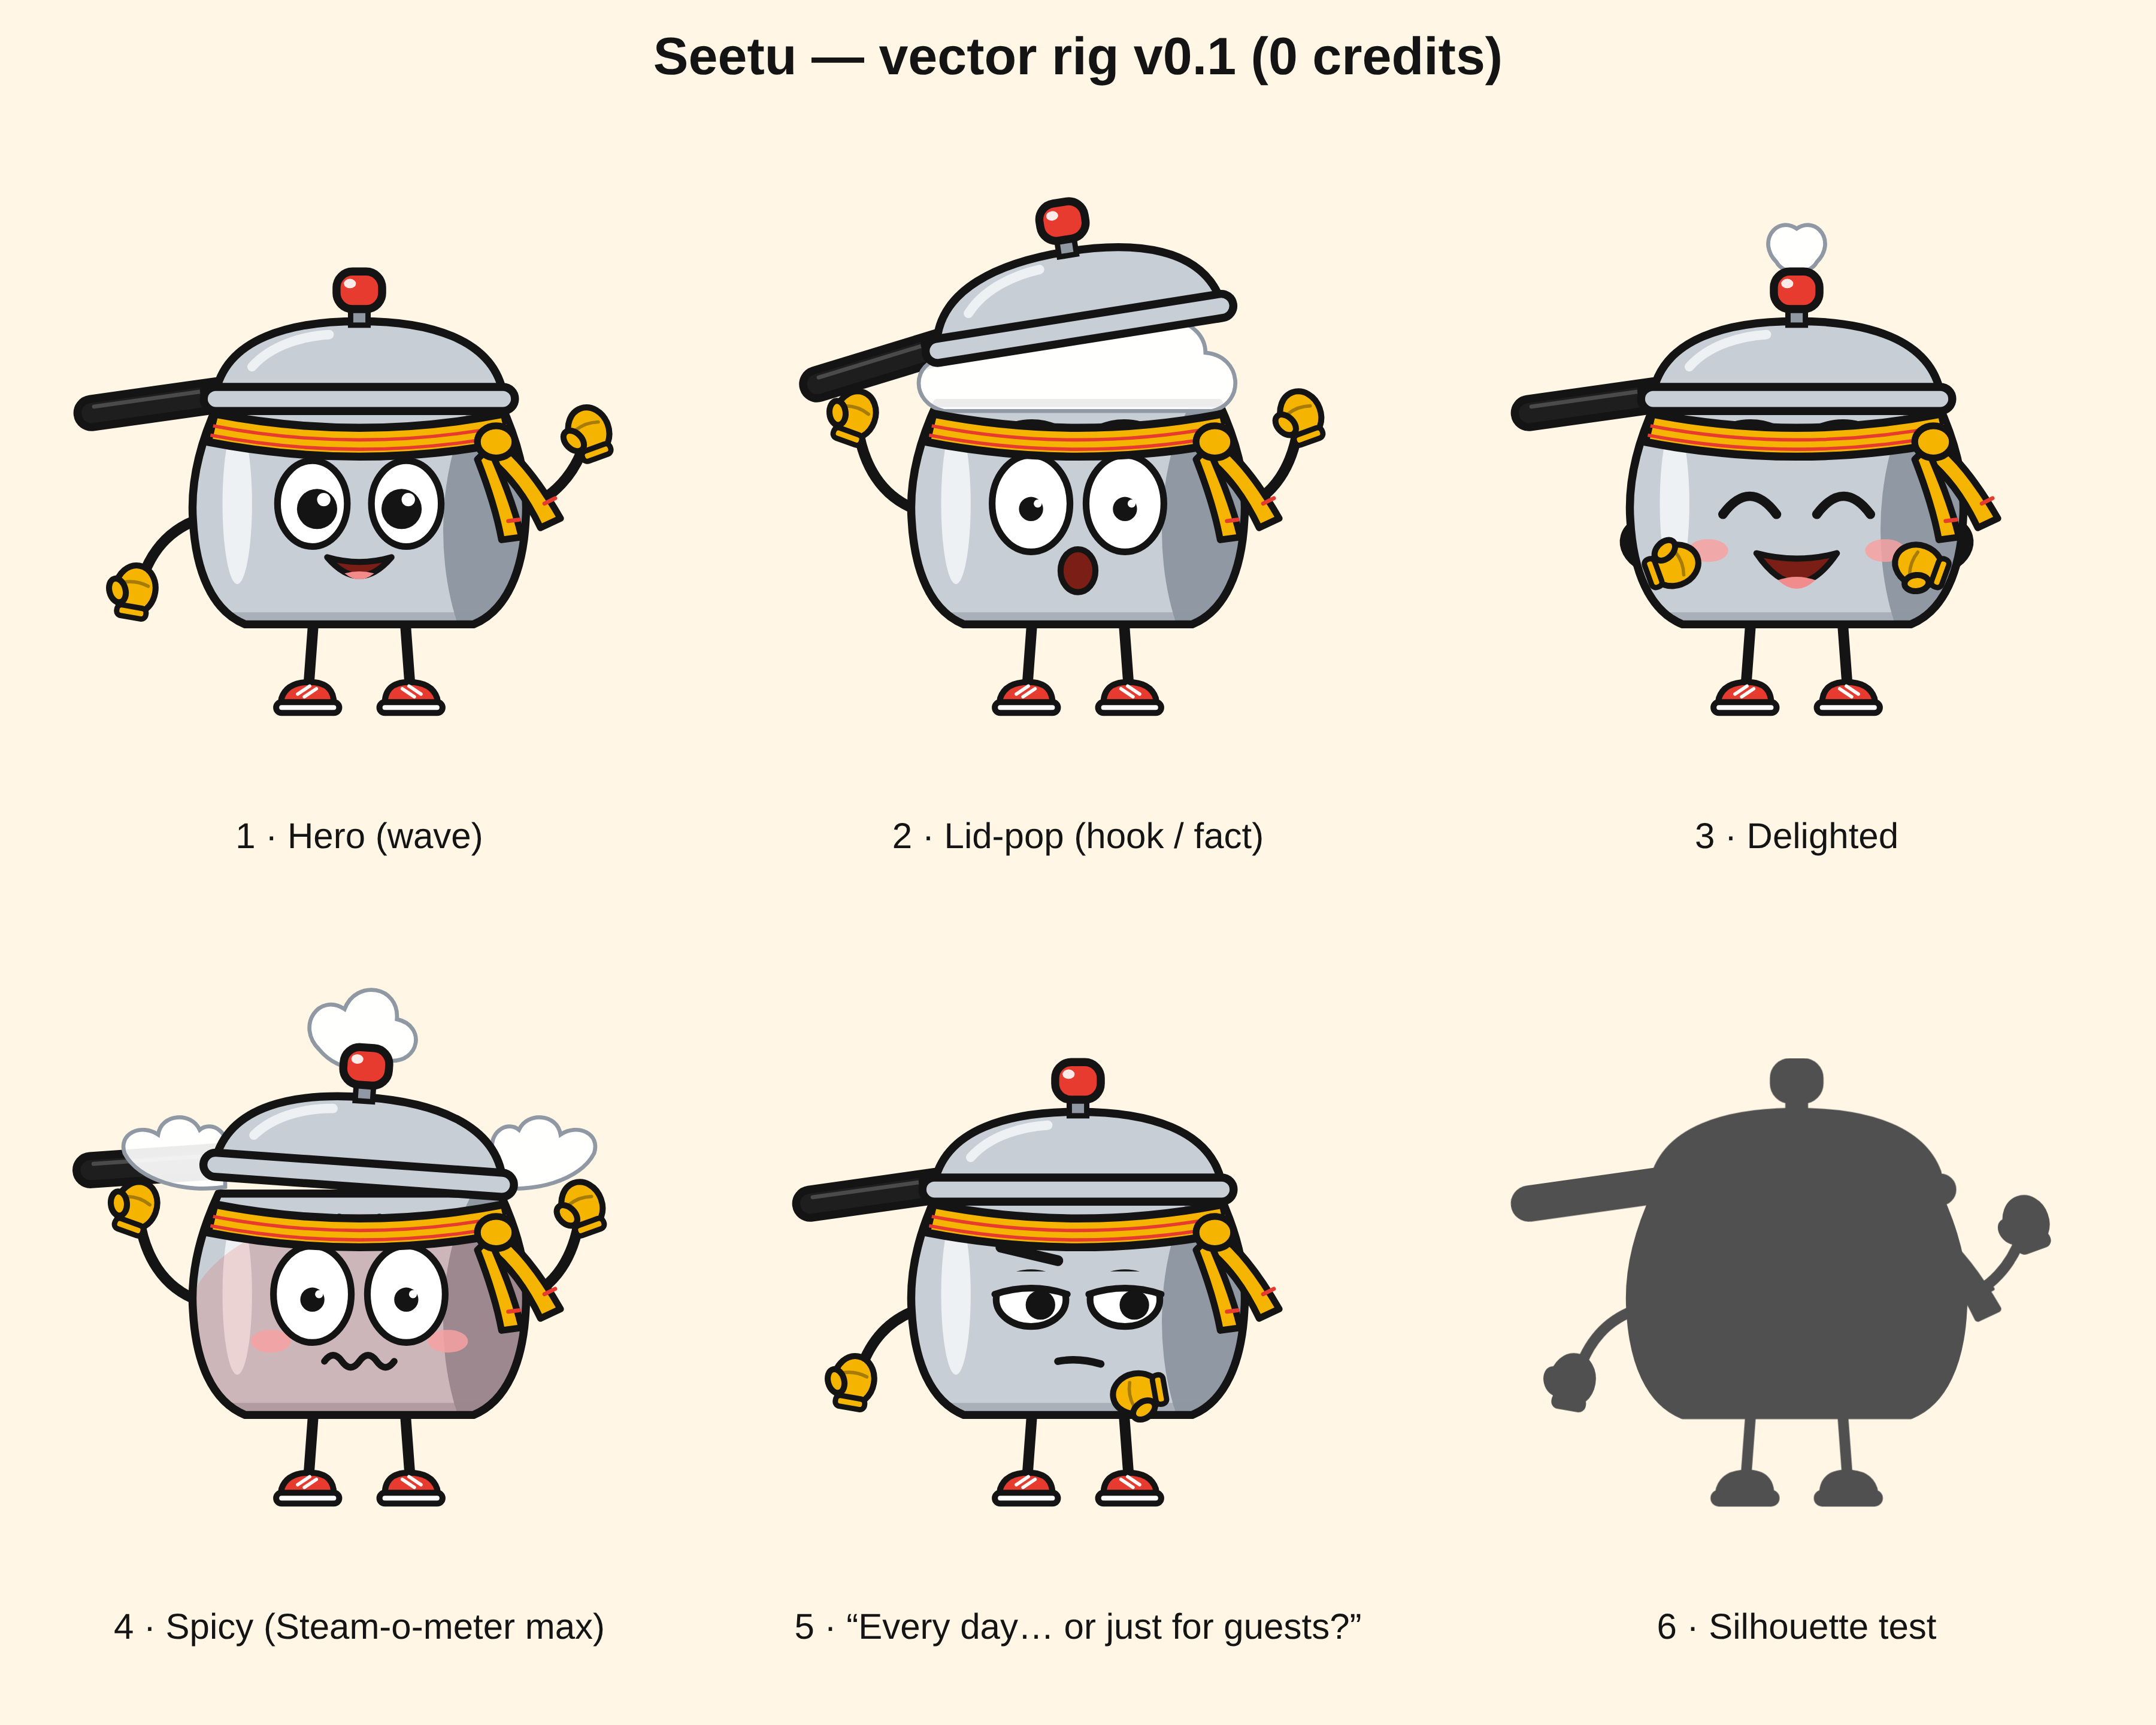 Seetu — vector rig v0.1 (0 credits)
1 · Hero (wave)
2 · Lid-pop (hook / fact)
3 · Delighted
4 · Spicy (Steam-o-meter max)
5 · “Every day… or just for guests?”
6 · Silhouette test